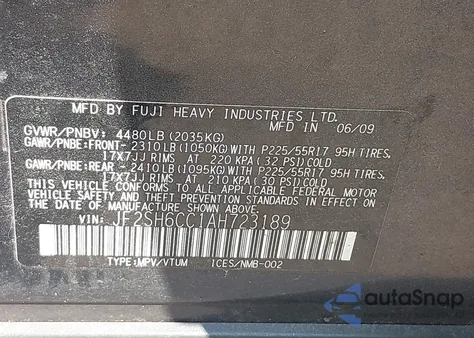 MFD BY FUJI HEAVY INDUSTRIES LTD.
IN 06/09
GVWR/PNBV: 4480LB (2035KG)
GAWR/PNBE: FRONT- 2310LB (1050KG) WITH P225/55R17 95H TIRES.
17X7JJ RIMS AT 220 KPA (32 PSI) COLD
GAWR/PNBE: REAR - 2410LB (1095KG) WITH P225/55R17 95H TIRES.
17X7JJ RIMS AT 210 KPA (30 PSI) COLD
THIS VEHICLE CONFORMS TO ALL APPLICABLE FEDERAL MOTOR
VEHICLE SAFETY AND THEFT PREVENTION STANDARDS IN
EFFECT ON THE DATE OF MANUFACTURE SHOWN ABOVE.
VIN: JF2SH6CC1AH723189
TYPE: MPV/VTUM 1CES/NMB-002
autoSnap